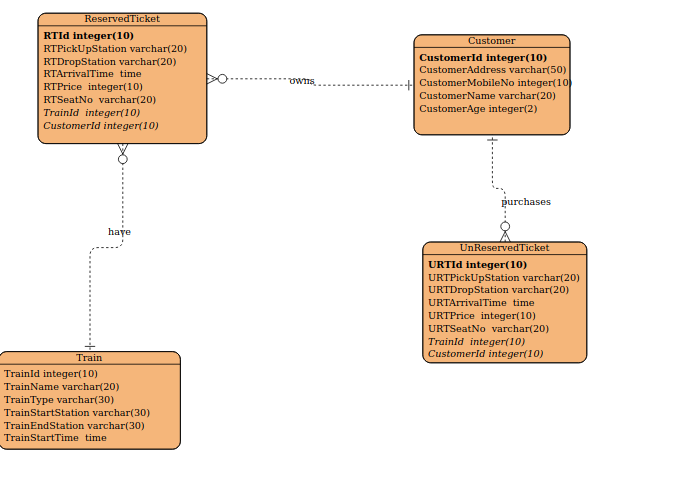 ReservedTicket
RTId integer(10)
RTPickUpStation varchar(20)
RTDropStation varchar(20)
RTArrivalTime time
RTPrice integer(10)
RTSeatNo varchar(20)
TrainId integer(10)
CustomerId integer(10)
owns
Customer
CustomerId integer(10)
CustomerAddress varchar(50)
CustomerMobileNo integer(10)
CustomerName varchar(20)
CustomerAge integer(2)
have
purchases
UnReservedTicket
URTId integer(10)
URTPickUpStation varchar(20)
URTDropStation varchar(20)
URTArrivalTime time
URTPrice integer(10)
URTSeatNo varchar(20)
TrainId integer(10)
CustomerId integer(10)
Train
TrainId integer(10)
TrainName varchar(20)
TrainType varchar(30)
TrainStartStation varchar(30)
TrainEndStation varchar(30)
TrainStartTime time